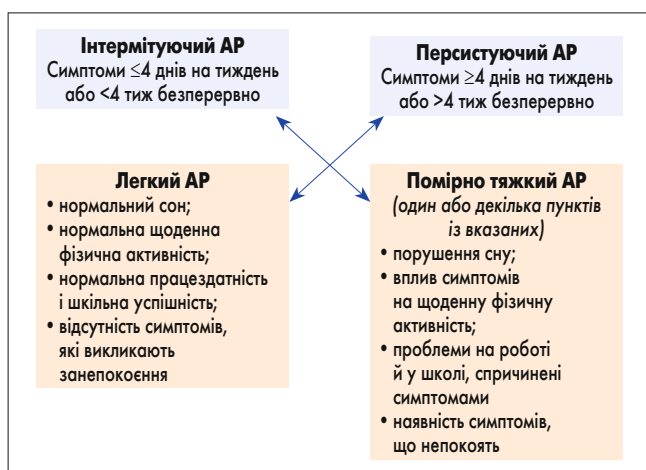 Інтермітуючий АР
Симптоми ≤4 днів на тиждень
або <4 тиж безперервно
Персистуючий АР
Симптоми ≥4 днів на тиждень
або >4 тиж безперервно
Легкий АР
• нормальний сон;
• нормальна щоденна
фізична активність;
• нормальна працездатність
і шкільна успішність;
• відсутність симптомів,
які викликають
занепокоєння
Помірно тяжкий АР
(один або декілька пунктів
із вказаних)
• порушення сну;
• вплив симптомів
на щоденну фізичну
активність;
• проблеми на роботі
й у школі, спричинені
симптомами
• наявність симптомів,
що непокоять